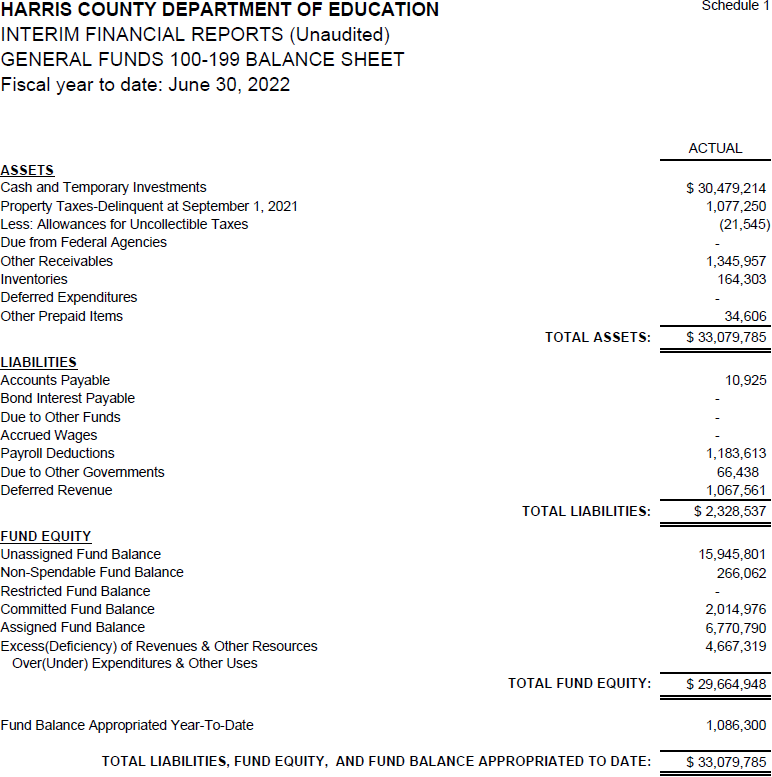 HARRIS COUNTY DEPARTMENT OF EDUCATION Schedule 1
INTERIM FINANCIAL REPORTS (Unaudited)
GENERAL FUNDS 100-199 BALANCE SHEET
Fiscal year to date: June 30, 2022
ACTUAL
ASSETS
Cash and Temporary Investments $ 30,479,214
Property Taxes-Delinquent at September 1, 2021 1,077,250
Less: Allowances for Uncollectible Taxes (21,545)
Due from Federal Agencies -
Other Receivables 1,345,957
Inventories 164,303
Deferred Expenditures -
Other Prepaid Items 34,606
TOTAL ASSETS: $ 33,079,785
LIABILITIES
Accounts Payable 10,925
Bond Interest Payable -
Due to Other Funds -
Accrued Wages -
Payroll Deductions 1,183,613
Due to Other Governments 66,438
Deferred Revenue 1,067,561
TOTAL LIABILITIES: $ 2,328,537
FUND EQUITY
Unassigned Fund Balance 15,945,801
Non-Spendable Fund Balance 266,062
Restricted Fund Balance -
Committed Fund Balance 2,014,976
Assigned Fund Balance 6,770,790
Excess(Deficiency) of Revenues & Other Resources 4,667,319
Over(Under) Expenditures & Other Uses
TOTAL FUND EQUITY: $ 29,664,948
Fund Balance Appropriated Year-To-Date 1,086,300
TOTAL LIABILITIES, FUND EQUITY, AND FUND BALANCE APPROPRIATED TO DATE: $ 33,079,785